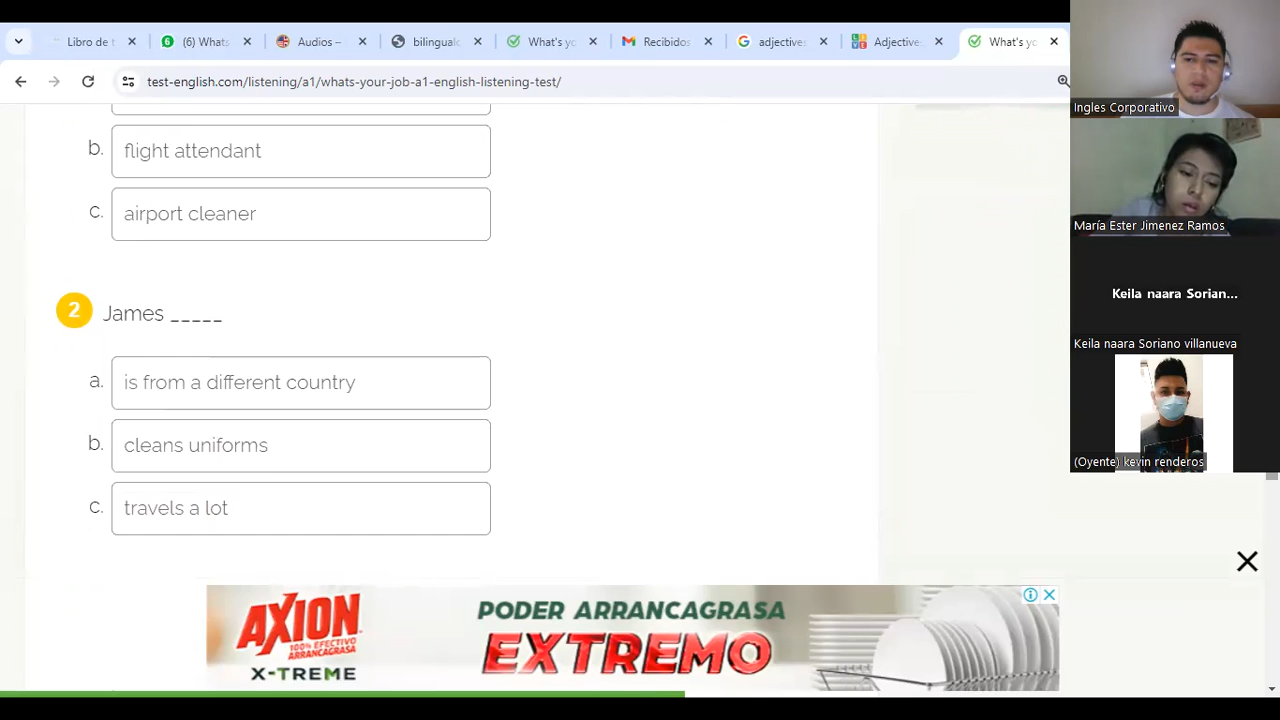 Libro de t
6
(6) Whats
Audios –
bilingual
What's yo
Recibidos
adjectives
Adjective
What's yo
test-english.com/listening/a1/whats-your-job-a1-english-listening-test/
b. flight attendant
c. airport cleaner
2 James _____
a. is from a different country
b. cleans uniforms
c. travels a lot
AXION
100% EFECTIVO
ARRANCAGRASA
X-TREME
PODER ARRANCAGRASA
EXTREMO
Ingles Corporativo
María Ester Jimenez Ramos
Keila naara Sorian...
Keila naara Soriano villanueva
(Oyente) kevin renderos